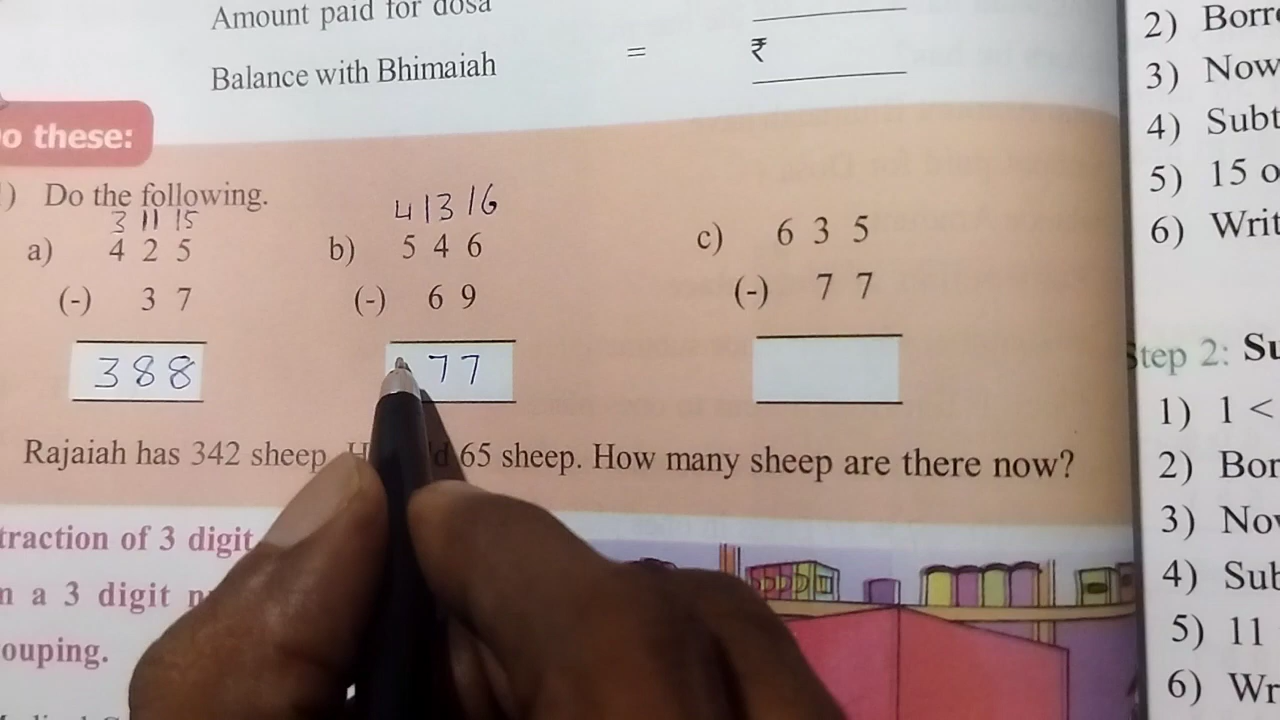 Amount paid for dosa
Balance with Bhimaiah = ₹
o these:
) Do the following.
3 11 15
a) 4 2 5
(-) 3 7
388
4 13 16
b) 5 4 6
(-) 6 9
77
c) 6 3 5
(-) 7 7
Rajaiah has 342 sheep. H d 65 sheep. How many sheep are there now?
traction of 3 digit
a 3 digit
ouping.
2) Borr
3) Now
4) Subt
5) 15 o
6) Writ
Step 2: Su
1) 1 <
2) Bor
3) Nov
4) Sub
5) 11
6) Wr